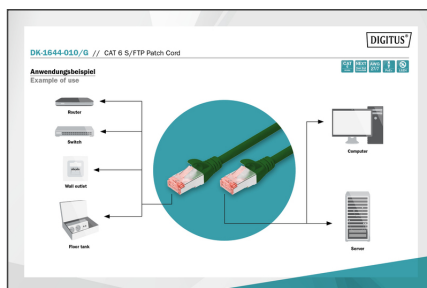 DIGITUS®
DK-1644-010/G // CAT 6 S/FTP Patch Cord
Anwendungsbeispiel
Example of use
Router
Switch
Wall outlet
Floor tank
Computer
Server